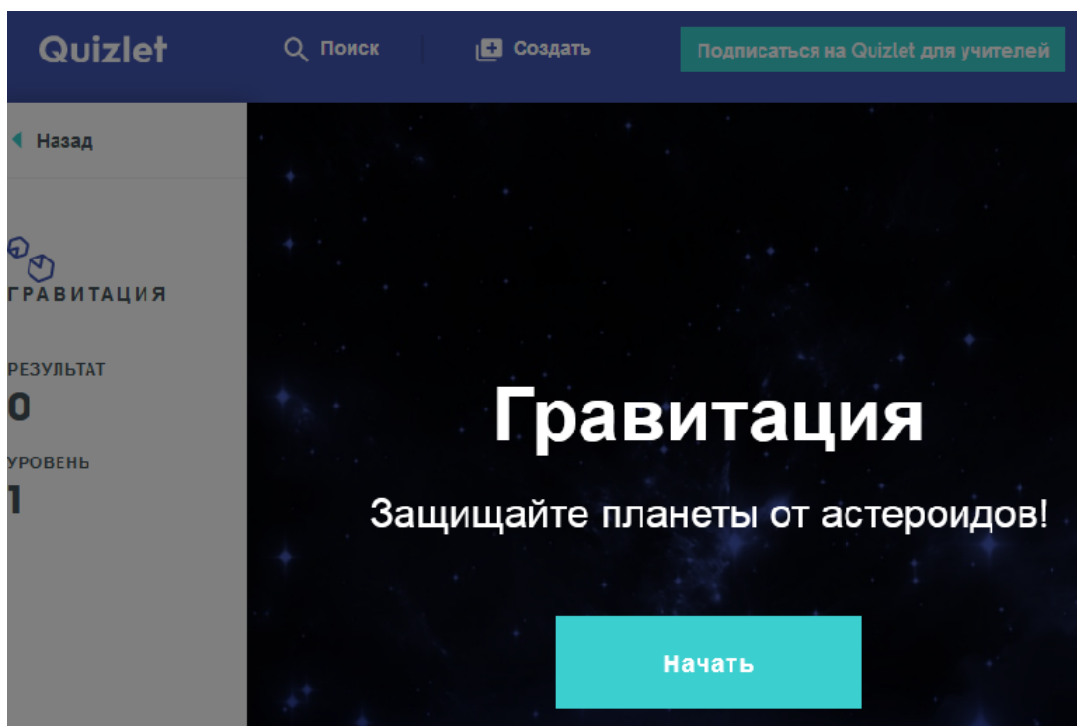 Quizlet
Поиск
Создать
Подписаться на Quizlet для учителей
Назад
ГРАВИТАЦИЯ
РЕЗУЛЬТАТ
0
УРОВЕНЬ
1
Гравитация
Защищайте планеты от астероидов!
Начать